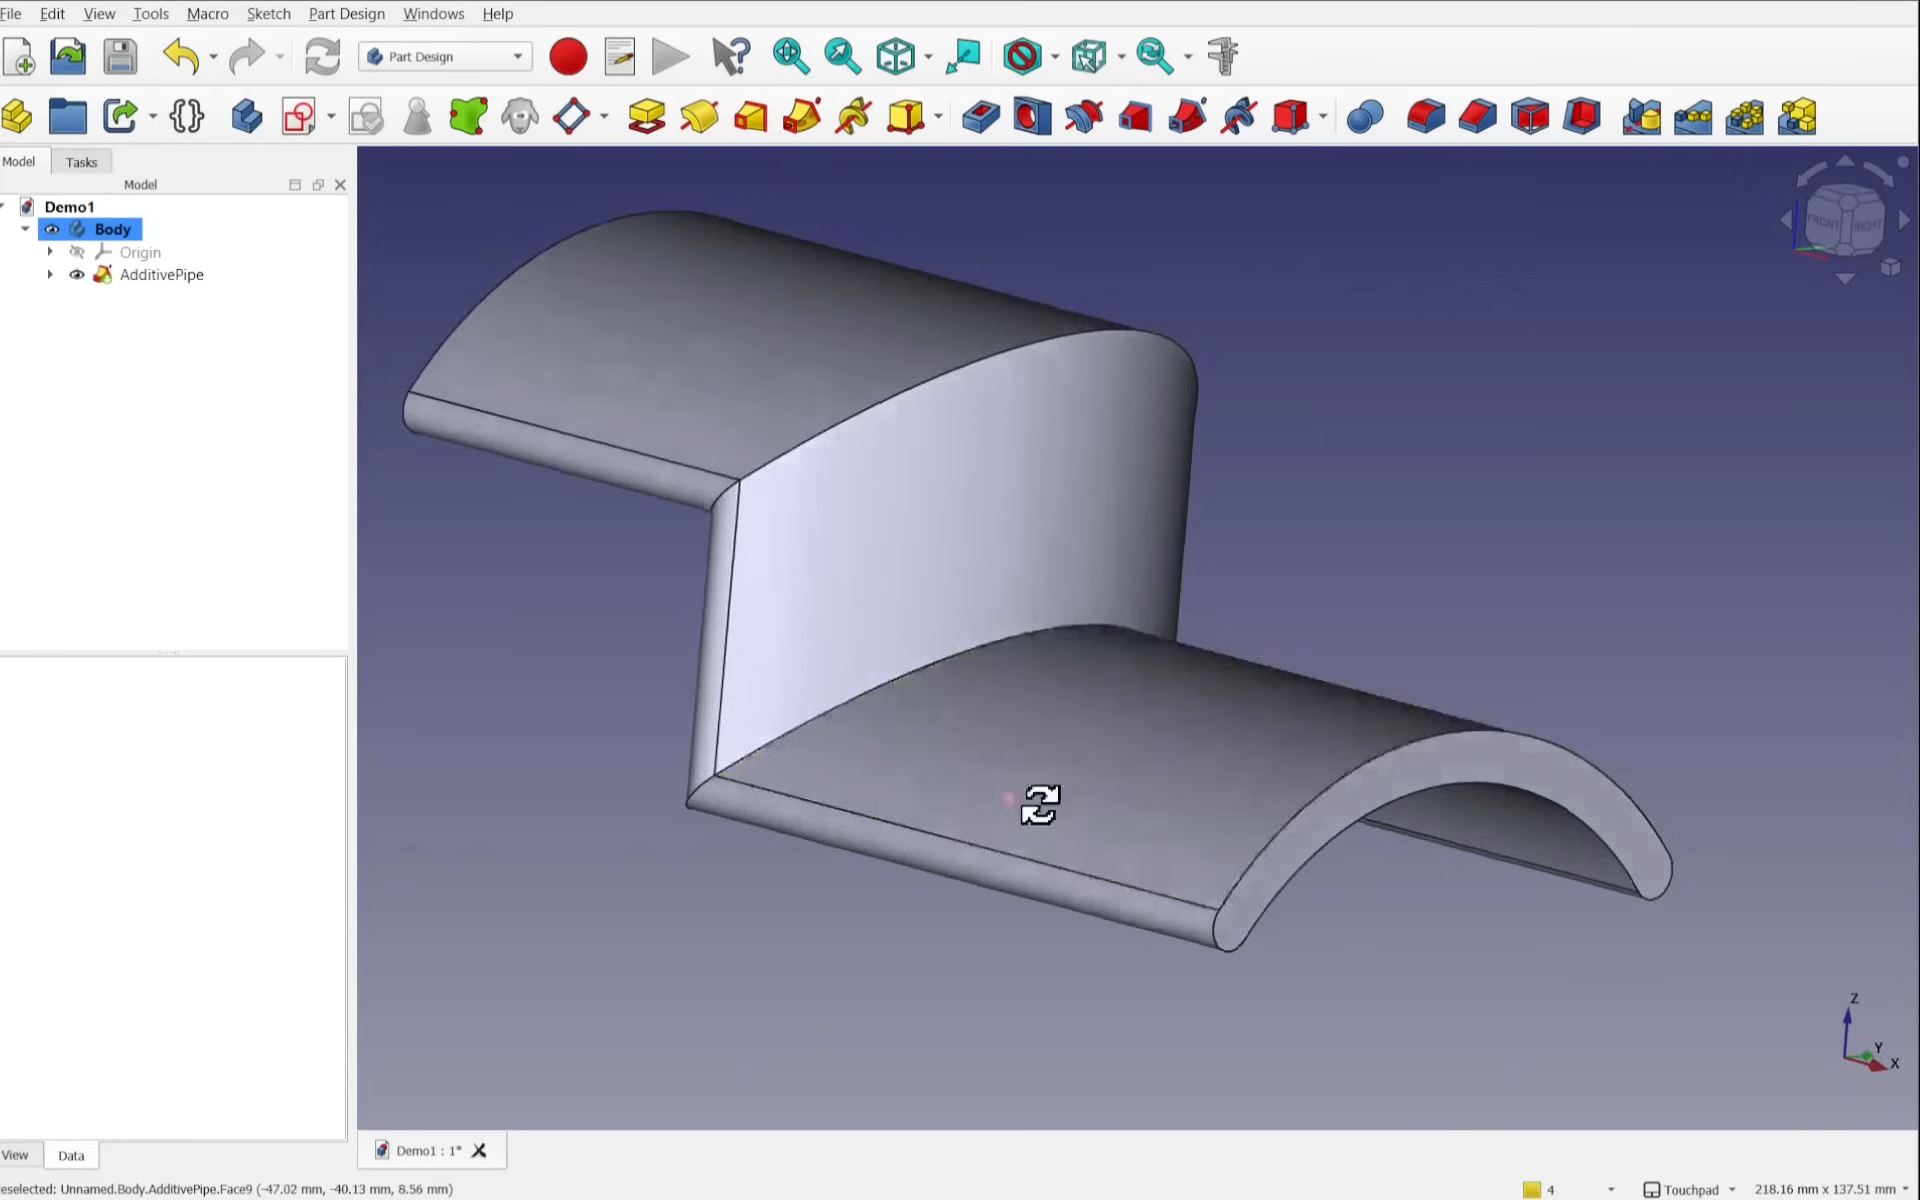 File Edit View Tools Macro Sketch Part Design Windows Help
Part Design
Model Tasks
Model
Demo1
Body
Origin
AdditivePipe
FRONT RIGHT
Z
Y
X
View Data
Demo1 : 1*
eselected: Unnamed.Body.AdditivePipe.Face9 (-47.02 mm, -40.13 mm, 8.56 mm) 4 Touchpad 218.16 mm x 137.51 mm